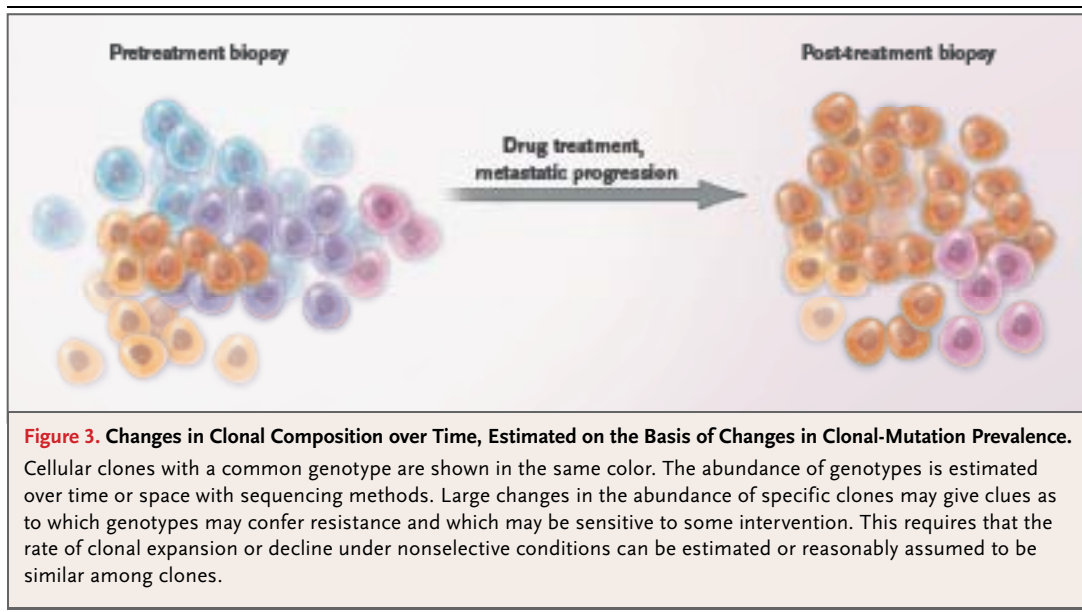 Pretreatment biopsy
Post-treatment biopsy
Drug treatment,
metastatic progression
Figure 3. Changes in Clonal Composition over Time, Estimated on the Basis of Changes in Clonal-Mutation Prevalence.
Cellular clones with a common genotype are shown in the same color. The abundance of genotypes is estimated
over time or space with sequencing methods. Large changes in the abundance of specific clones may give clues as
to which genotypes may confer resistance and which may be sensitive to some intervention. This requires that the
rate of clonal expansion or decline under nonselective conditions can be estimated or reasonably assumed to be
similar among clones.